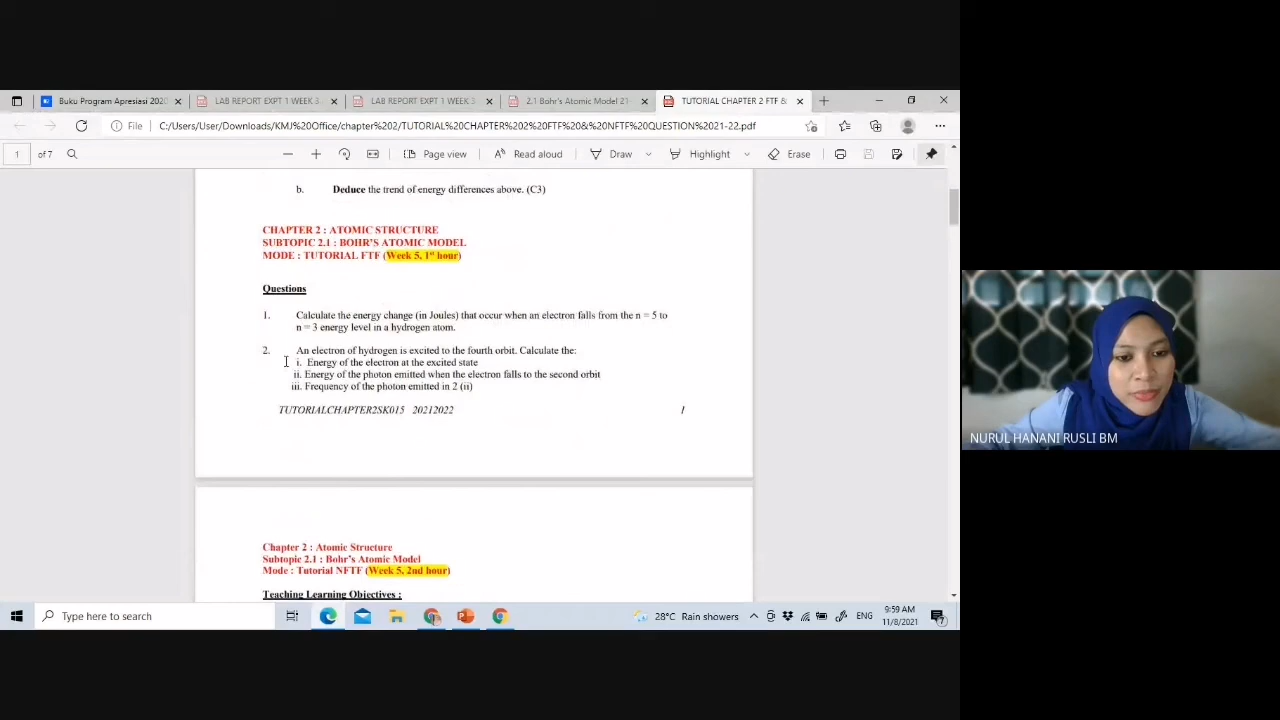 Buku Program Apresiasi 202
LAB REPORT EXPT 1 WEEK 3
LAB REPORT EXPT 1 WEEK 3
2.1 Bohr's Atomic Model 21-
TUTORIAL CHAPTER 2 FTF &
File
C:/Users/User/Downloads/KMJ%20Office/chapter%202/TUTORIAL%20CHAPTER%202%20FTF%20&%20NFTF%20QUESTION%202021-22.pdf
1 of 7
Page view
Read aloud
Draw
Highlight
Erase
b. Deduce the trend of energy differences above. (C3)
CHAPTER 2 : ATOMIC STRUCTURE
SUBTOPIC 2.1 : BOHR'S ATOMIC MODEL
MODE : TUTORIAL FTF (Week 5, 1st hour)
Questions
1. Calculate the energy change (in Joules) that occur when an electron falls from the n = 5 to
n = 3 energy level in a hydrogen atom.
2. An electron of hydrogen is excited to the fourth orbit. Calculate the:
i. Energy of the electron at the excited state
ii. Energy of the photon emitted when the electron falls to the second orbit
iii. Frequency of the photon emitted in 2 (ii)
TUTORIALCHAPTER2SK015 20212022 1
Chapter 2 : Atomic Structure
Subtopic 2.1 : Bohr's Atomic Model
Mode : Tutorial NFTF (Week 5, 2nd hour)
Teaching Learning Objectives :
NURUL HANANI RUSLI BM
Type here to search
28°C Rain showers
ENG
9:59 AM
11/8/2021